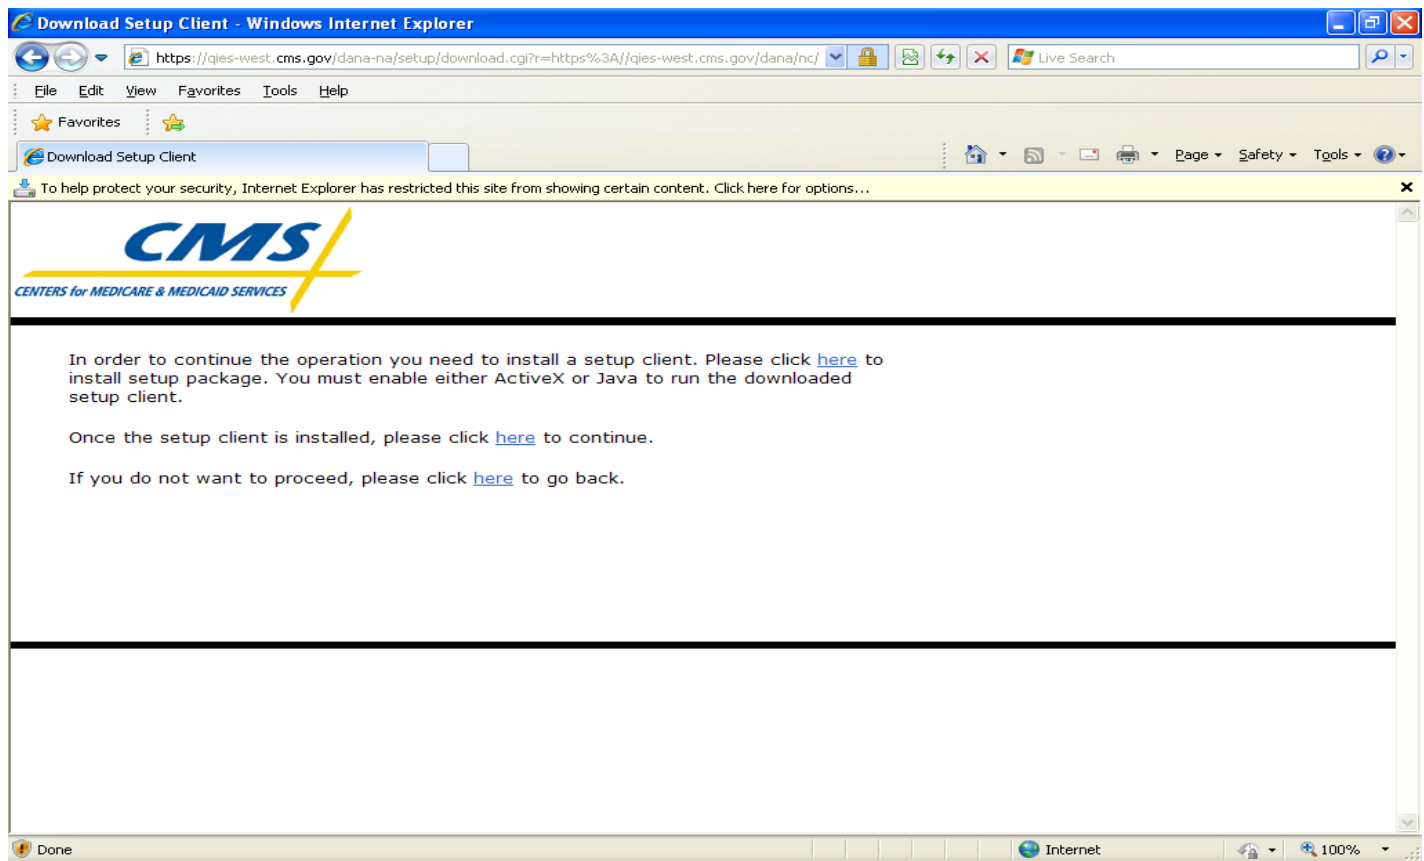 Download Setup Client - Windows Internet Explorer
https://qies-west.cms.gov/dana-na/setup/download.cgi?r=https%3A//qies-west.cms.gov/dana/nc/
Live Search
File Edit View Favorites Tools Help
Favorites
Download Setup Client
Page Safety Tools
To help protect your security, Internet Explorer has restricted this site from showing certain content. Click here for options...
CMS
CENTERS for MEDICARE & MEDICAID SERVICES
In order to continue the operation you need to install a setup client. Please click here to
install setup package. You must enable either ActiveX or Java to run the downloaded
setup client.
Once the setup client is installed, please click here to continue.
If you do not want to proceed, please click here to go back.
Done
Internet
100%